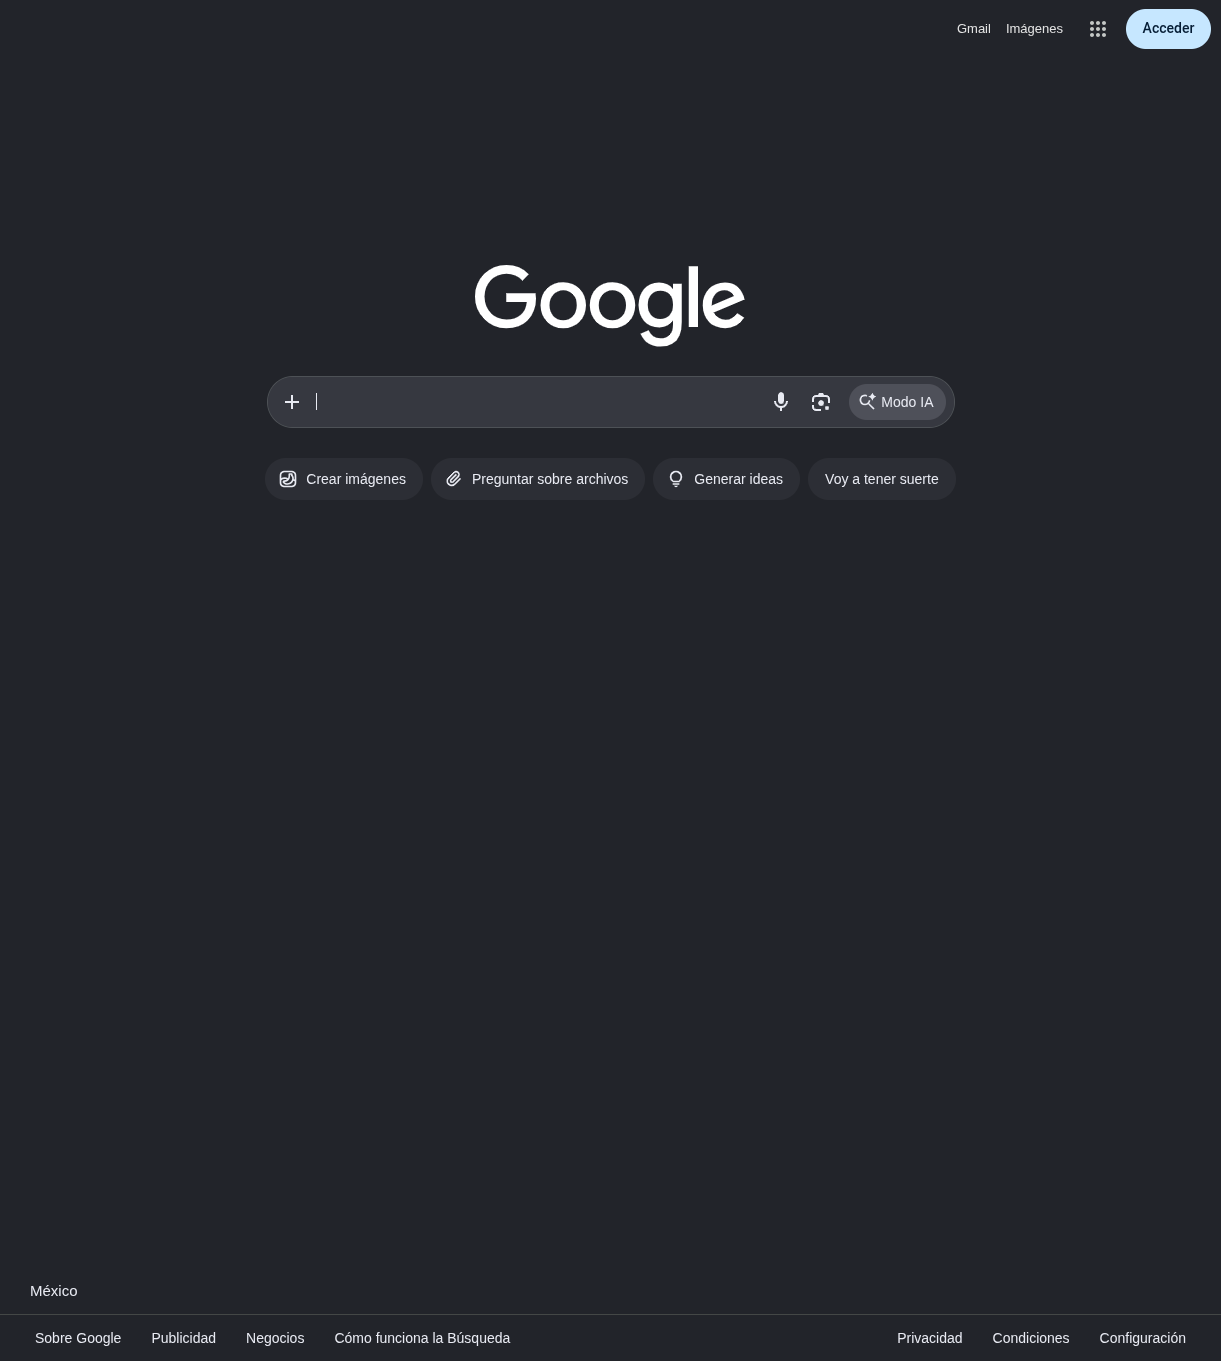 Gmail Imágenes Acceder
Google
Modo IA
Crear imágenes Preguntar sobre archivos Generar ideas Voy a tener suerte
México
Sobre Google Publicidad Negocios Cómo funciona la Búsqueda Privacidad Condiciones Configuración